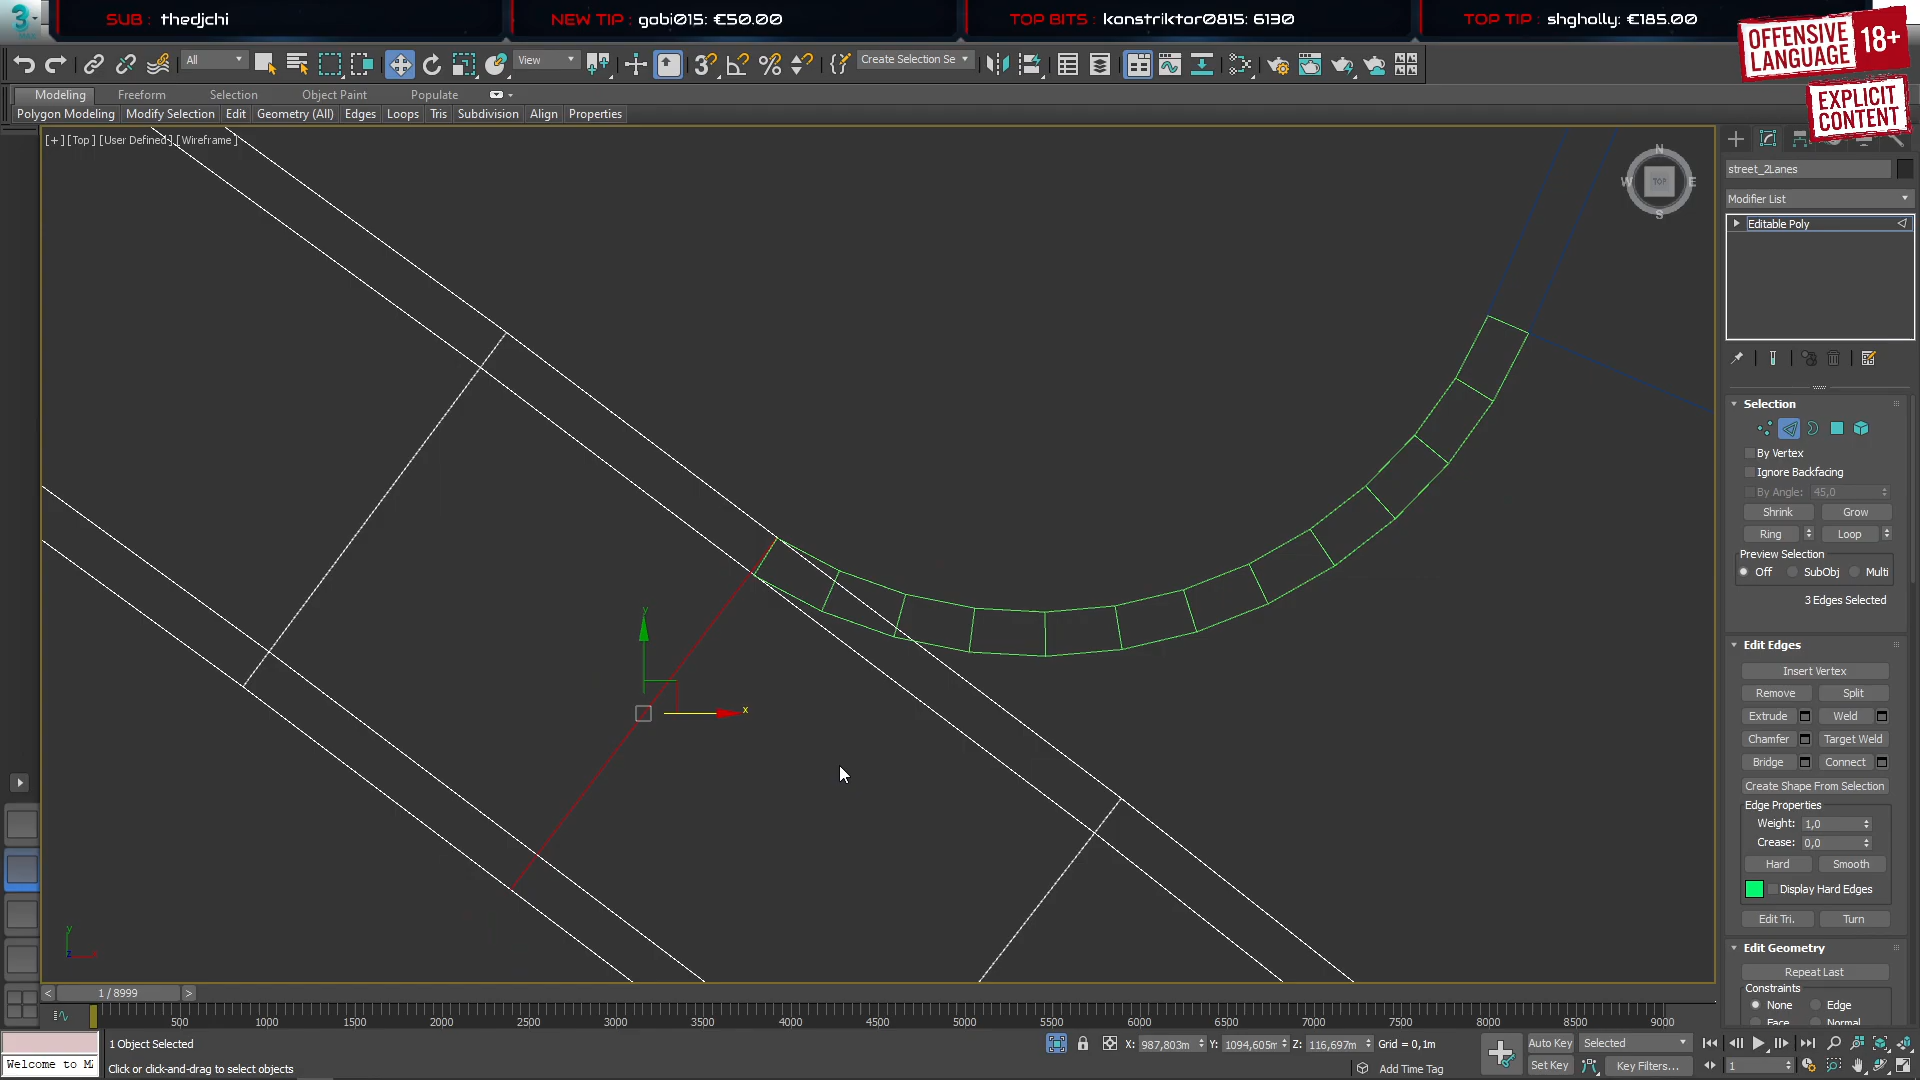 SUB : thedjchi
NEW TIP : gabi015: €50.00
TOP BITS : konstriktor0815: 6130
TOP TIP : shgholly: €185.00
OFFENSIVE LANGUAGE 18+
EXPLICIT CONTENT
All
View
Create Selection Se
Modeling Freeform Selection Object Paint Populate
Polygon Modeling Modify Selection Edit Geometry (All) Edges Loops Tris Subdivision Align Properties
[+] [Top] [User Defined] [Wireframe]
N
W TOP E
S
street_2Lanes
Modifier List
Editable Poly
Selection
By Vertex
Ignore Backfacing
By Angle: 45,0
Shrink Grow
Ring Loop
Preview Selection
Off SubObj Multi
3 Edges Selected
Edit Edges
Insert Vertex
Remove Split
Extrude Weld
Chamfer Target Weld
Bridge Connect
Create Shape From Selection
Edge Properties
Weight: 1,0
Crease: 0,0
Hard Smooth
Display Hard Edges
Edit Tri. Turn
Edit Geometry
Repeat Last
Constraints
None Edge
Face Normal
y
x
y
< 1 / 8999 >
500 1000 1500 2000 2500 3000 3500 4000 4500 5000 5500 6000 6500 7000 7500 8000 8500 9000
1 Object Selected
X: 987,803m Y: 1094,605m Z: 116,697m Grid = 0,1m
Auto Key Selected
Welcome to M
Click or click-and-drag to select objects
Add Time Tag
Set Key Key Filters...
1